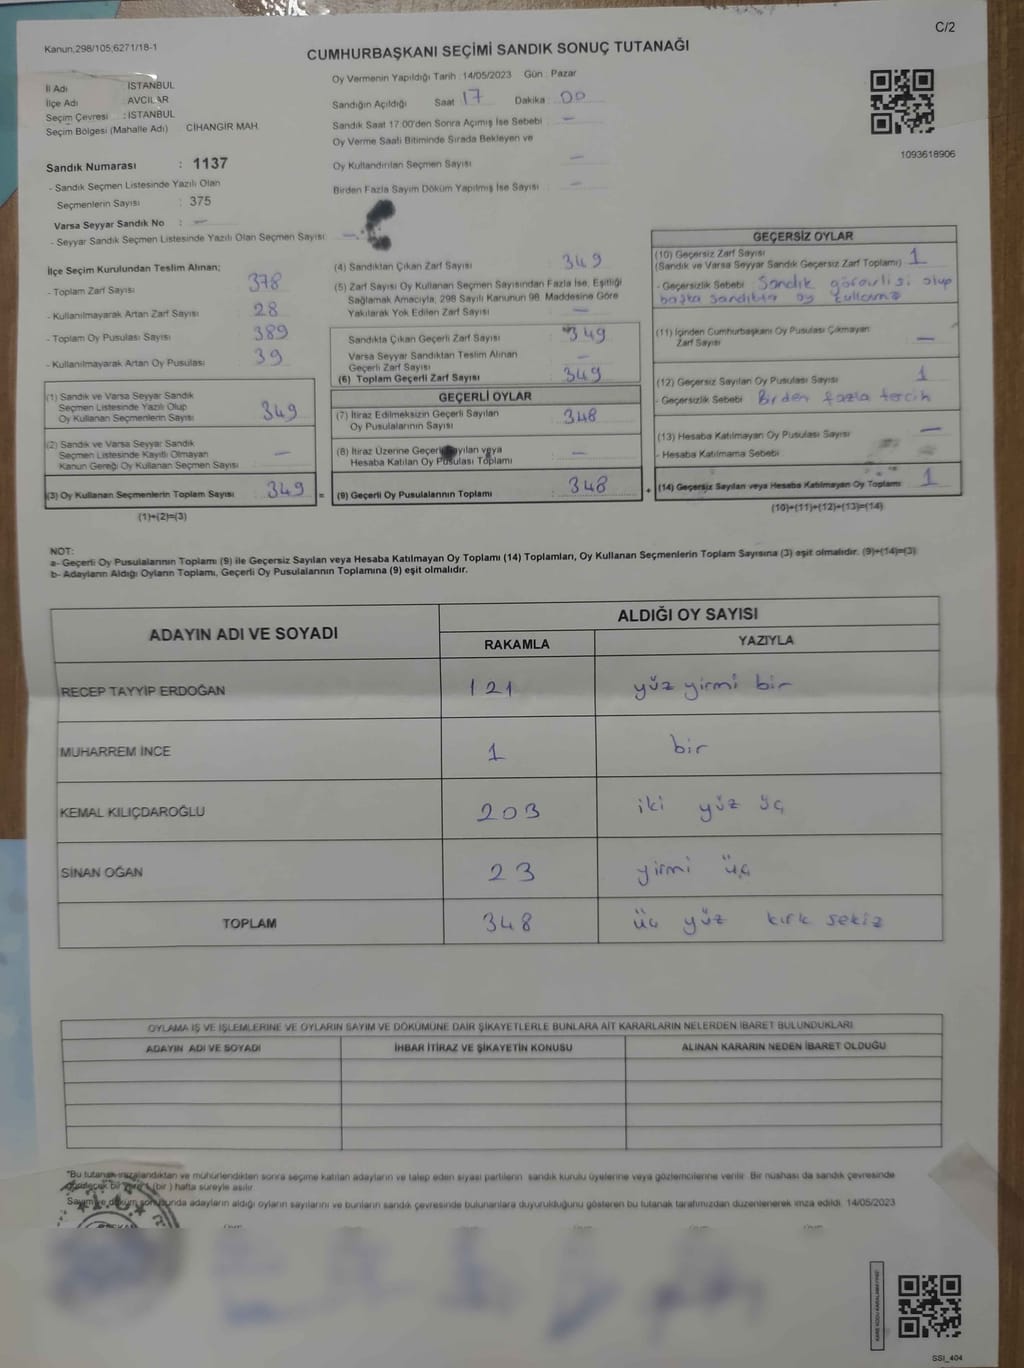 C/2
Kanun.298/105;6271/18-1
CUMHURBAŞKANI SEÇİMİ SANDIK SONUÇ TUTANAĞI
İl Adı İSTANBUL
İlçe Adı AVCILAR
Seçim Çevresi : İSTANBUL
Seçim Bölgesi (Mahalle Adı) CİHANGİR MAH.
Sandık Numarası : 1137
- Sandık Seçmen Listesinde Yazılı Olan
Seçmenlerin Sayısı : 375
Varsa Seyyar Sandık No : —
- Seyyar Sandık Seçmen Listesinde Yazılı Olan Seçmen Sayısı: —
Oy Vermenin Yapıldığı Tarih : 14/05/2023 Gün : Pazar
Sandığın Açıldığı Saat 17 Dakika : 00
Sandık Saat 17:00'den Sonra Açımış İse Sebebi : —
Oy Verme Saati Bitiminde Sırada Bekleyen ve
Oy Kullandırılan Seçmen Sayısı : —
Birden Fazla Sayım Döküm Yapılmış İse Sayısı : —
1093618906
İlçe Seçim Kurulundan Teslim Alınan;
- Toplam Zarf Sayısı : 378
- Kullanılmayarak Artan Zarf Sayısı : 28
- Toplam Oy Pusulası Sayısı : 389
- Kullanılmayarak Artan Oy Pusulası : 39
(1) Sandık ve Varsa Seyyar Sandık
Seçmen Listesinde Yazılı Olup
Oy Kullanan Seçmenlerin Sayısı : 349
(2) Sandık ve Varsa Seyyar Sandık
Seçmen Listesinde Kayıtlı Olmayan
Kanun Gereği Oy Kullanan Seçmen Sayısı : —
(3) Oy Kullanan Seçmenlerin Toplam Sayısı : 349 =
(1)+(2)=(3)
(4) Sandıktan Çıkan Zarf Sayısı : 349
(5) Zarf Sayısı Oy Kullanan Seçmen Sayısından Fazla İse, Eşitliği
Sağlamak Amacıyla, 298 Sayılı Kanunun 98. Maddesine Göre
Yakılarak Yok Edilen Zarf Sayısı : —
Sandıkta Çıkan Geçerli Zarf Sayısı : 349
Varsa Seyyar Sandıktan Teslim Alınan
Geçerli Zarf Sayısı : —
(6) Toplam Geçerli Zarf Sayısı : 349
GEÇERLİ OYLAR
(7) İtiraz Edilmeksizin Geçerli Sayılan
Oy Pusulalarının Sayısı : 348
(8) İtiraz Üzerine Geçerli Sayılan veya
Hesaba Katılan Oy Pusulası Toplamı : —
(9) Geçerli Oy Pusulalarının Toplamı : 348 +
GEÇERSİZ OYLAR
(10) Geçersiz Zarf Sayısı
(Sandık ve Varsa Seyyar Sandık Geçersiz Zarf Toplamı) : 1
- Geçersizlik Sebebi : Sandık görevlisi olup
başka sandıkta oy
(11) İçinden Cumhurbaşkanı Oy Pusulası Çıkmayan
Zarf Sayısı : —
(12) Geçersiz Sayılan Oy Pusulası Sayısı : 1
- Geçersizlik Sebebi : Birden fazla tercih
(13) Hesaba Katılmayan Oy Pusulası Sayısı : —
- Hesaba Katılmama Sebebi
(14) Geçersiz Sayılan veya Hesaba Katılmayan Oy Toplamı : 1
(10)+(11)+(12)+(13)=(14)
NOT:
a- Geçerli Oy Pusulalarının Toplamı (9) ile Geçersiz Sayılan veya Hesaba Katılmayan Oy Toplamı (14) Toplamları, Oy Kullanan Seçmenlerin Toplam Sayısına (3) eşit olmalıdır. (9)+(14)=(3)
b- Adayların Aldığı Oyların Toplamı, Geçerli Oy Pusulalarının Toplamına (9) eşit olmalıdır.
ADAYIN ADI VE SOYADI ALDIĞI OY SAYISI
RAKAMLA YAZIYLA
RECEP TAYYİP ERDOĞAN 121 yüz yirmi bir
MUHARREM İNCE 1 bir
KEMAL KILIÇDAROĞLU 203 iki yüz üç
SİNAN OĞAN 23 yirmi üç
TOPLAM 348 üç yüz kırk sekiz
OYLAMA İŞ VE İŞLEMLERİNE VE OYLARIN SAYIM VE DÖKÜMÜNE DAİR ŞİKAYETLERLE BUNLARA AİT KARARLARIN NELERDEN İBARET BULUNDUKLARI
ADAYIN ADI VE SOYADI İHBAR İTİRAZ VE ŞİKAYETİN KONUSU ALINAN KARARIN NEDEN İBARET OLDUĞU
"Bu tutanak imzalandıktan ve mühürlendikten sonra seçime katılan adayların ve talep eden siyasi partilerin sandık kurulu üyelerine veya gözlemcilerine verilir. Bir nüshası da sandık çevresinde
bir yere 1 (bir) hafta süreyle asılır.
Sayım ve döküm sonunda adayların aldığı oyların sayılarını ve bunların sandık çevresinde bulunanlara duyurulduğunu gösteren bu tutanak tarafımızdan düzenlenerek imza edildi. 14/05/2023
SSI_404